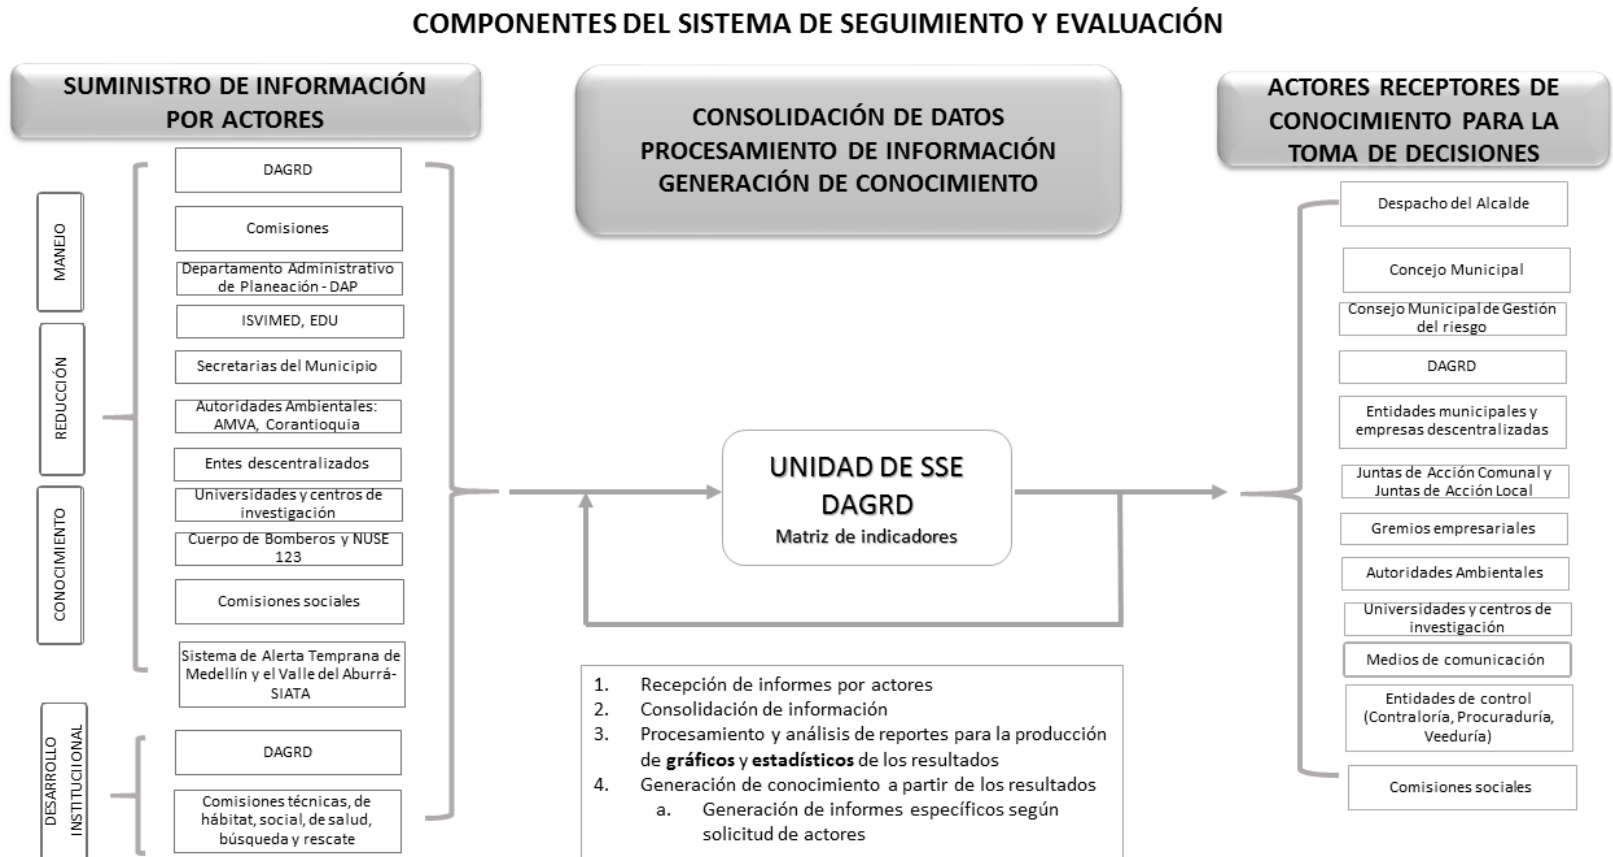 COMPONENTES DEL SISTEMA DE SEGUIMIENTO Y EVALUACIÓN
SUMINISTRO DE INFORMACIÓN
POR ACTORES
MANEJO
REDUCCIÓN
CONOCIMIENTO
DESARROLLO
INSTITUCIIONAL
DAGRD
Comisiones
Departamento Administrativo
de Planeación - DAP
ISVIMED, EDU
Secretarias del Municipio
Autoridades Ambientales:
AMVA, Corantioquia
Entes descentralizados
Universidades y centros de
investigación
Cuerpo de Bomberos y NUSE
123
Comisiones sociales
Sistema de Alerta Temprana de
Medellín y el Valle del Aburrá-
SIATA
DAGRD
Comisiones técnicas, de
hábitat, social, de salud,
búsqueda y rescate
CONSOLIDACIÓN DE DATOS
PROCESAMIENTO DE INFORMACIÓN
GENERACIÓN DE CONOCIMIENTO
UNIDAD DE SSE
DAGRD
Matriz de indicadores
1. Recepción de informes por actores
2. Consolidación de información
3. Procesamiento y análisis de reportes para la producción
de gráficos y estadísticos de los resultados
4. Generación de conocimiento a partir de los resultados
a. Generación de informes específicos según
solicitud de actores
ACTORES RECEPTORES DE
CONOCIMIENTO PARA LA
TOMA DE DECISIONES
Despacho del Alcalde
Concejo Municipal
Consejo Municipal de Gestión
del riesgo
DAGRD
Entidades municipales y
empresas descentralizadas
Juntas de Acción Comunal y
Juntas de Acción Local
Gremios empresariales
Autoridades Ambientales
Universidades y centros de
investigación
Medios de comunicación
Entidades de control
(Contraloría, Procuraduría,
Veeduría)
Comisiones sociales